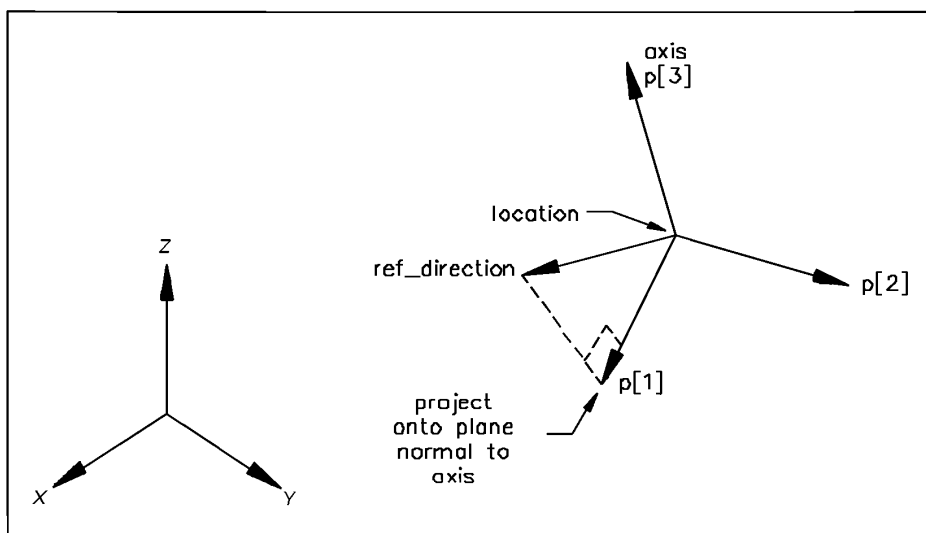 axis
p[3]
location
Z
ref_direction
p[2]
p[1]
project
onto plane
normal to
axis
X
Y